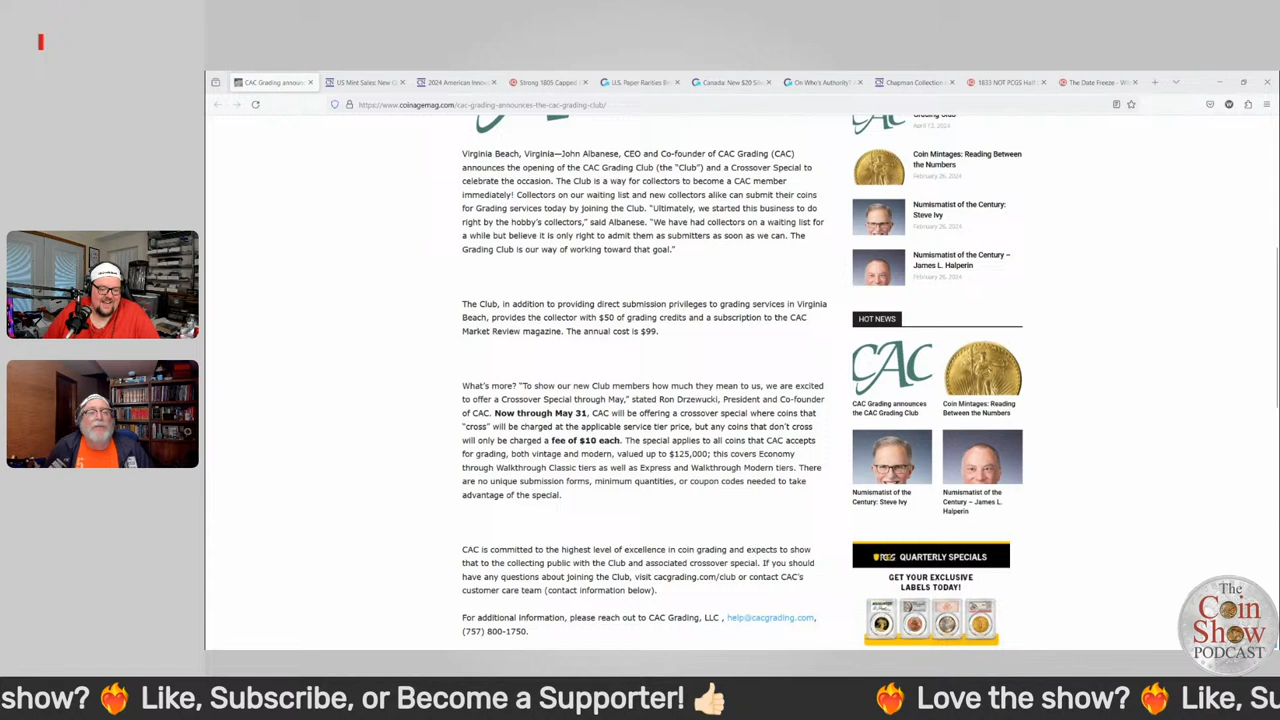 CAC Grading announ
US Mint Sales: New
2024 American Innov
Strong 1805 Capped
U.S. Paper Rarities Br
Canada: New $20 Silv
On Who's Authority?
Chapman Collection
1833 NOT PCGS Half
The Date Freeze -
https://www.coinagemag.com/cac-grading-announces-the-cac-grading-club/
Virginia Beach, Virginia—John Albanese, CEO and Co-founder of CAC Grading (CAC)
announces the opening of the CAC Grading Club (the "Club") and a Crossover Special to
celebrate the occasion. The Club is a way for collectors to become a CAC member
immediately! Collectors on our waiting list and new collectors alike can submit their coins
for Grading services today by joining the Club. "Ultimately, we started this business to do
right by the hobby's collectors," said Albanese. "We have had collectors on a waiting list for
a while but believe it is only right to admit them as submitters as soon as we can. The
Grading Club is our way of working toward that goal."
The Club, in addition to providing direct submission privileges to grading services in Virginia
Beach, provides the collector with $50 of grading credits and a subscription to the CAC
Market Review magazine. The annual cost is $99.
What's more? "To show our new Club members how much they mean to us, we are excited
to offer a Crossover Special through May," stated Ron Drzewucki, President and Co-founder
of CAC. Now through May 31, CAC will be offering a crossover special where coins that
"cross" will be charged at the applicable service tier price, but any coins that don't cross
will only be charged a fee of $10 each. The special applies to all coins that CAC accepts
for grading, both vintage and modern, valued up to $125,000; this covers Economy
through Walkthrough Classic tiers as well as Express and Walkthrough Modern tiers. There
are no unique submission forms, minimum quantities, or coupon codes needed to take
advantage of the special.
CAC is committed to the highest level of excellence in coin grading and expects to show
that to the collecting public with the Club and associated crossover special. If you should
have any questions about joining the Club, visit cacgrading.com/club or contact CAC's
customer care team (contact information below).
For additional information, please reach out to CAC Grading, LLC , help@cacgrading.com,
(757) 800-1750.
Grading Club
April 12, 2024
Coin Mintages: Reading Between
the Numbers
February 26, 2024
Numismatist of the Century:
Steve Ivy
February 26, 2024
Numismatist of the Century –
James L. Halperin
February 26, 2024
HOT NEWS
CAC
CAC Grading announces
the CAC Grading Club
Coin Mintages: Reading
Between the Numbers
Numismatist of the
Century: Steve Ivy
Numismatist of the
Century – James L.
Halperin
PCGS QUARTERLY SPECIALS
GET YOUR EXCLUSIVE
LABELS TODAY!
The
Coin
Show
PODCAST
show? Like, Subscribe, or Become a Supporter! Love the show? Like, Su